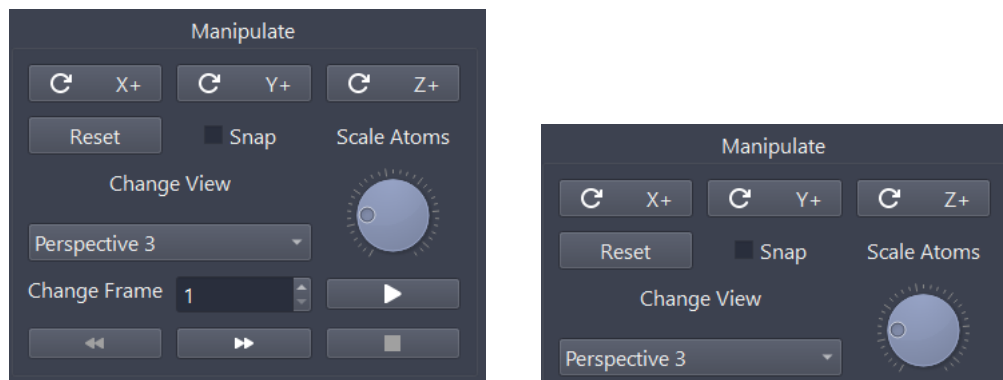 Manipulate
X+ Y+ Z+
Reset Snap Scale Atoms
Change View
Perspective 3
Change Frame 1
Manipulate
X+ Y+ Z+
Reset Snap Scale Atoms
Change View
Perspective 3